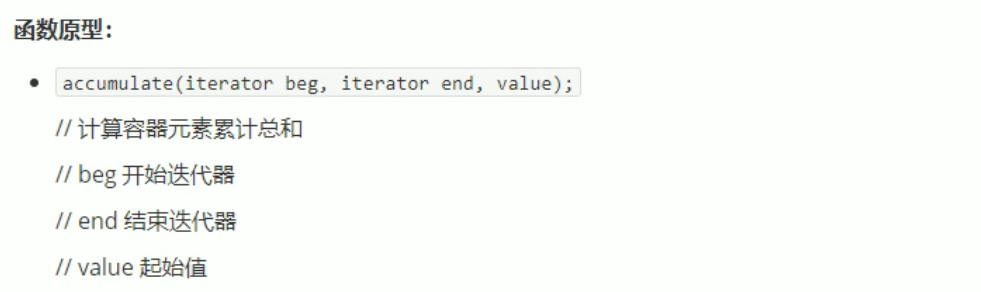 函数原型：
• accumulate(iterator beg, iterator end, value);
// 计算容器元素累计总和
// beg 开始迭代器
// end 结束迭代器
// value 起始值